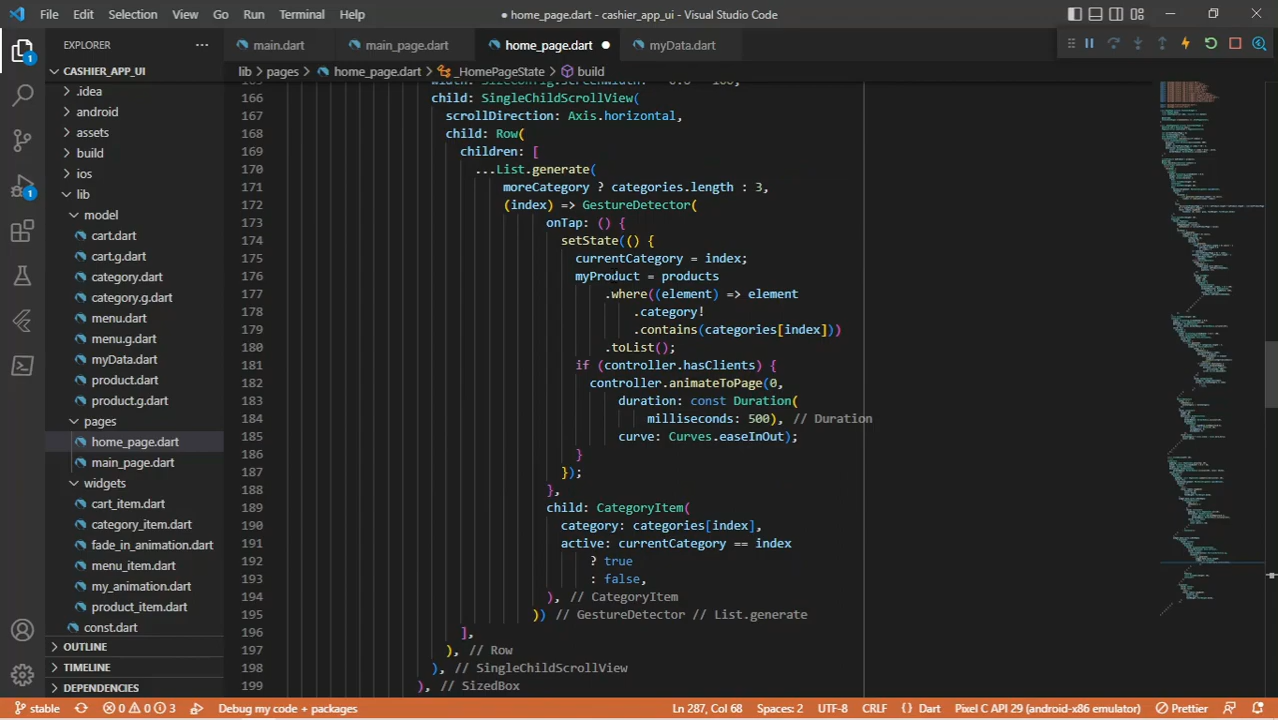 File Edit Selection View Go Run Terminal Help
● home_page.dart - cashier_app_ui - Visual Studio Code
EXPLORER
main.dart
main_page.dart
home_page.dart ●
myData.dart
lib > pages > home_page.dart > _HomePageState > build
CASHIER_APP_UI
.idea
android
assets
build
ios
lib
model
cart.dart
cart.g.dart
category.dart
category.g.dart
menu.dart
menu.g.dart
myData.dart
product.dart
product.g.dart
pages
home_page.dart
main_page.dart
widgets
cart_item.dart
category_item.dart
fade_in_animation.dart
menu_item.dart
my_animation.dart
product_item.dart
const.dart
OUTLINE
TIMELINE
DEPENDENCIES
1
1
166 child: SingleChildScrollView(
167 scrollDirection: Axis.horizontal,
168 child: Row(
169 children: [
170 ...List.generate(
171 moreCategory ? categories.length : 3,
172 (index) => GestureDetector(
173 onTap: () {
174 setState(() {
175 currentCategory = index;
176 myProduct = products
177 .where((element) => element
178 .category!
179 .contains(categories[index]))
180 .toList();
181 if (controller.hasClients) {
182 controller.animateToPage(0,
183 duration: const Duration(
184 milliseconds: 500), // Duration
185 curve: Curves.easeInOut);
186 }
187 });
188 },
189 child: CategoryItem(
190 category: categories[index],
191 active: currentCategory == index
192 ? true
193 : false,
194 ), // CategoryItem
195 )) // GestureDetector // List.generate
196 ],
197 ), // Row
198 ), // SingleChildScrollView
199 ), // SizedBox
stable 0 0 3 Debug my code + packages Ln 287, Col 68 Spaces: 2 UTF-8 CRLF {} Dart Pixel C API 29 (android-x86 emulator) Prettier